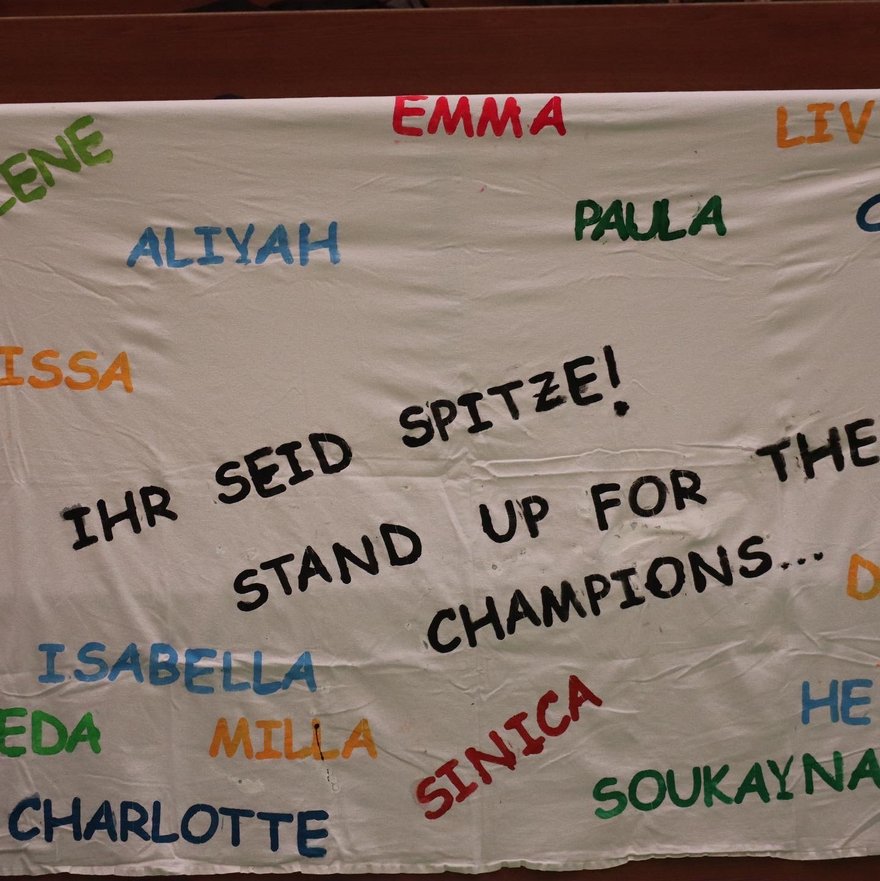 EMMA
LIV
ENE
PAULA
ALIYAH
ISSA
IHR SEID SPITZE!
STAND UP FOR THE
CHAMPIONS...
ISABELLA
HE
EDA
MILLA
SINICA
SOUKAYNA
CHARLOTTE